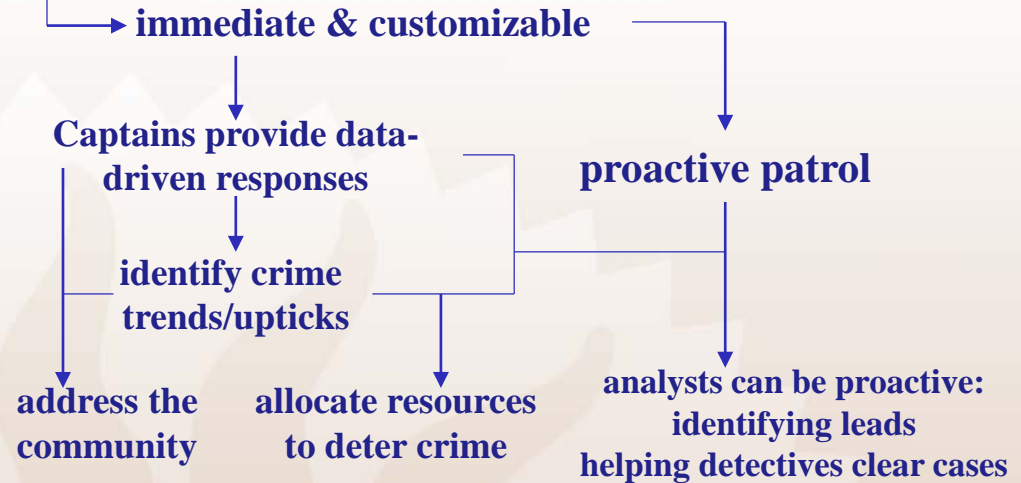 immediate & customizable
Captains provide data-
driven responses
proactive patrol
identify crime
trends/upticks
address the
community
allocate resources
to deter crime
analysts can be proactive:
identifying leads
helping detectives clear cases